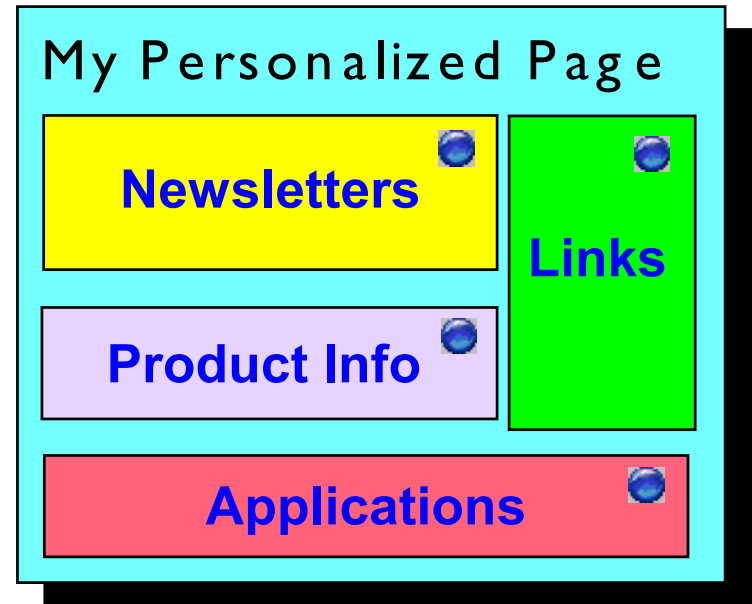 My Personalized Page
Newsletters
Links
Product Info
Applications